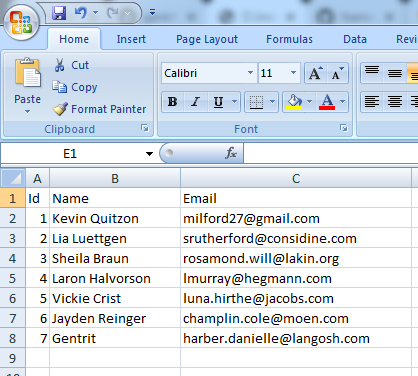 Home Insert Page Layout Formulas Data
Cut
Calibri 11 A A
Copy
Paste
Format Painter
B I U A
Clipboard Font
E1 fx
A B C
1 Id Name Email
2 1 Kevin Quitzon milford27@gmail.com
3 2 Lia Luettgen srutherford@considine.com
4 3 Sheila Braun rosamond.will@lakin.org
5 4 Laron Halvorson lmurray@hegmann.com
6 5 Vickie Crist luna.hirthe@jacobs.com
7 6 Jayden Reinger champlin.cole@moen.com
8 7 Gentrit harber.danielle@langosh.com
9